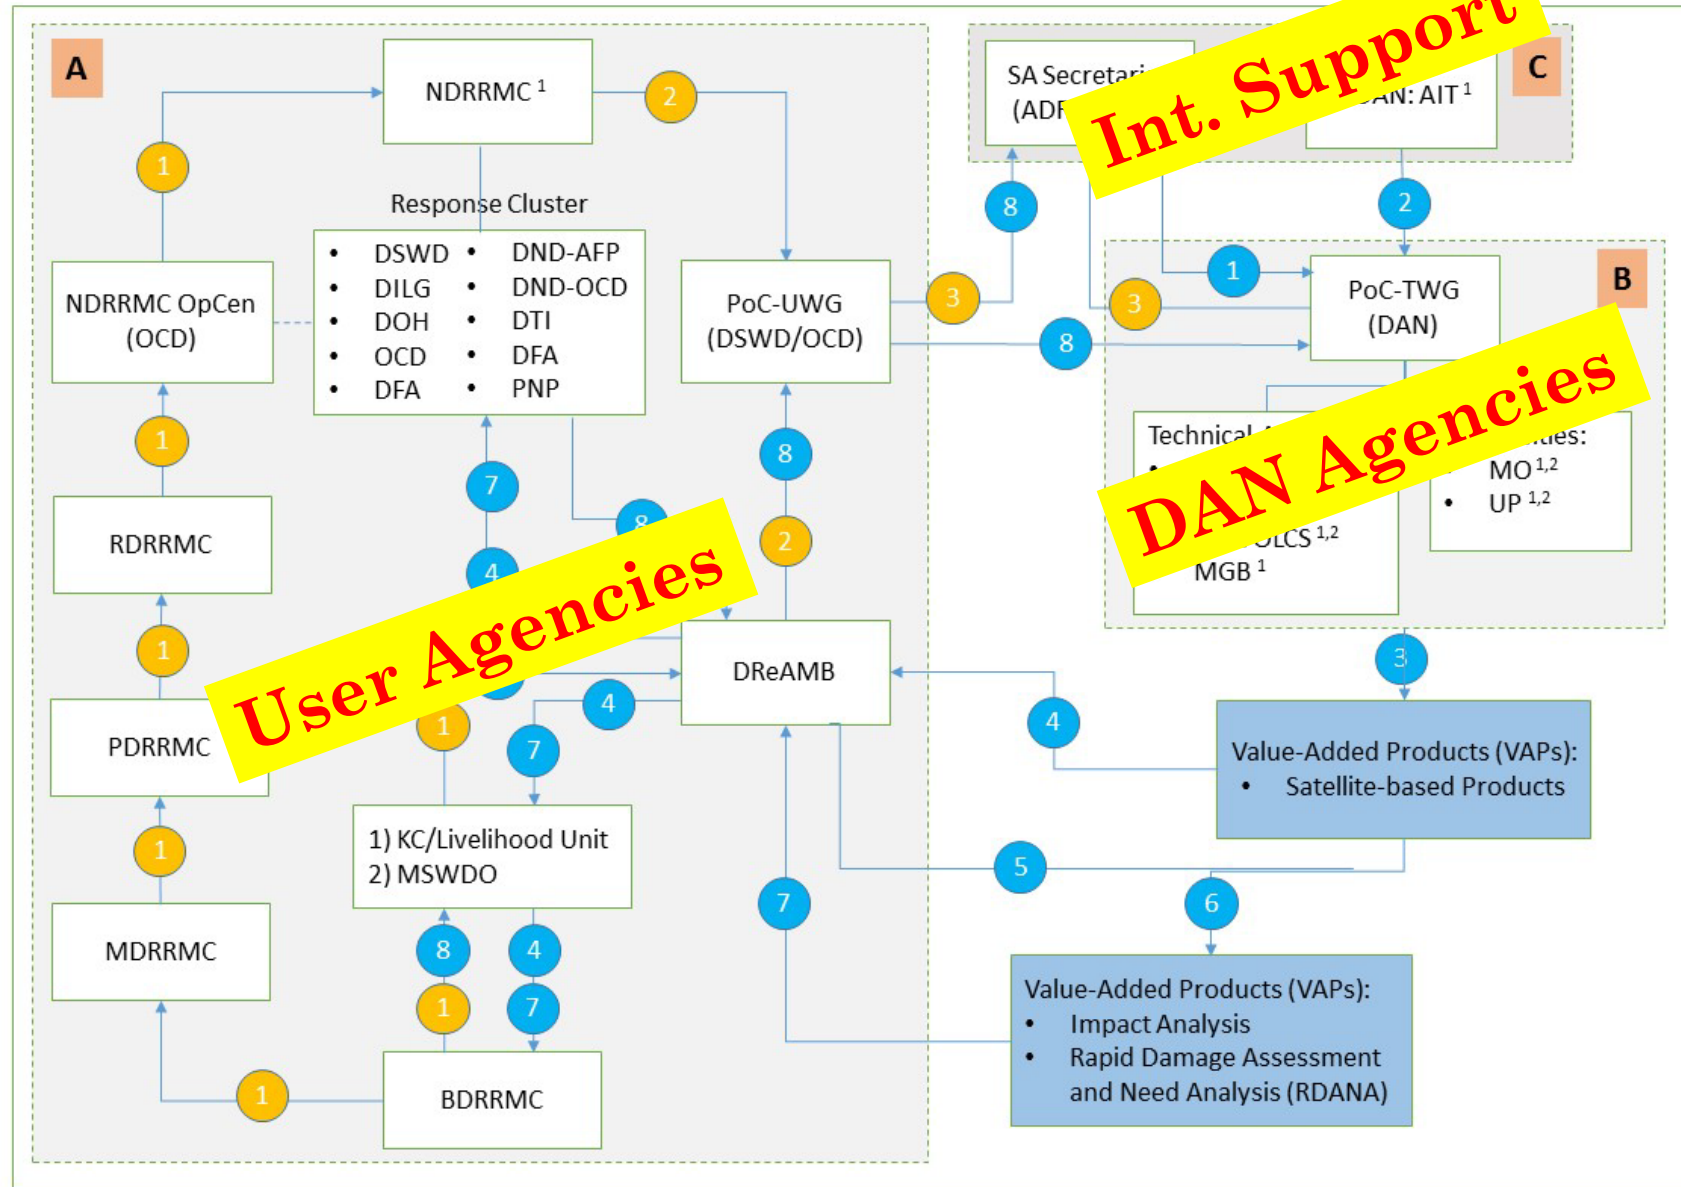 A
NDRRMC 1
2
1
Response Cluster
• DSWD • DND-AFP
• DILG • DND-OCD
• DOH • DTI
• OCD • DFA
• DFA • PNP
NDRRMC OpCen
(OCD)
PoC-UWG
(DSWD/OCD)
1
RDRRMC
1
PDRRMC
1
MDRRMC
1
BDRRMC
7
4
8
8
2
User Agencies
DReAMB
1
4
7
1) KC/Livelihood Unit
2) MSWDO
8
4
1
7
SA
C
AIT 1
Int. Support
8
2
3
1
3
8
B
PoC-TWG
(DAN)
Technical
MO 1,2
• UP 1,2
MGB 1
DAN Agencies
3
4
Value-Added Products (VAPs):
• Satellite-based Products
5
6
7
Value-Added Products (VAPs):
• Impact Analysis
• Rapid Damage Assessment
and Need Analysis (RDANA)